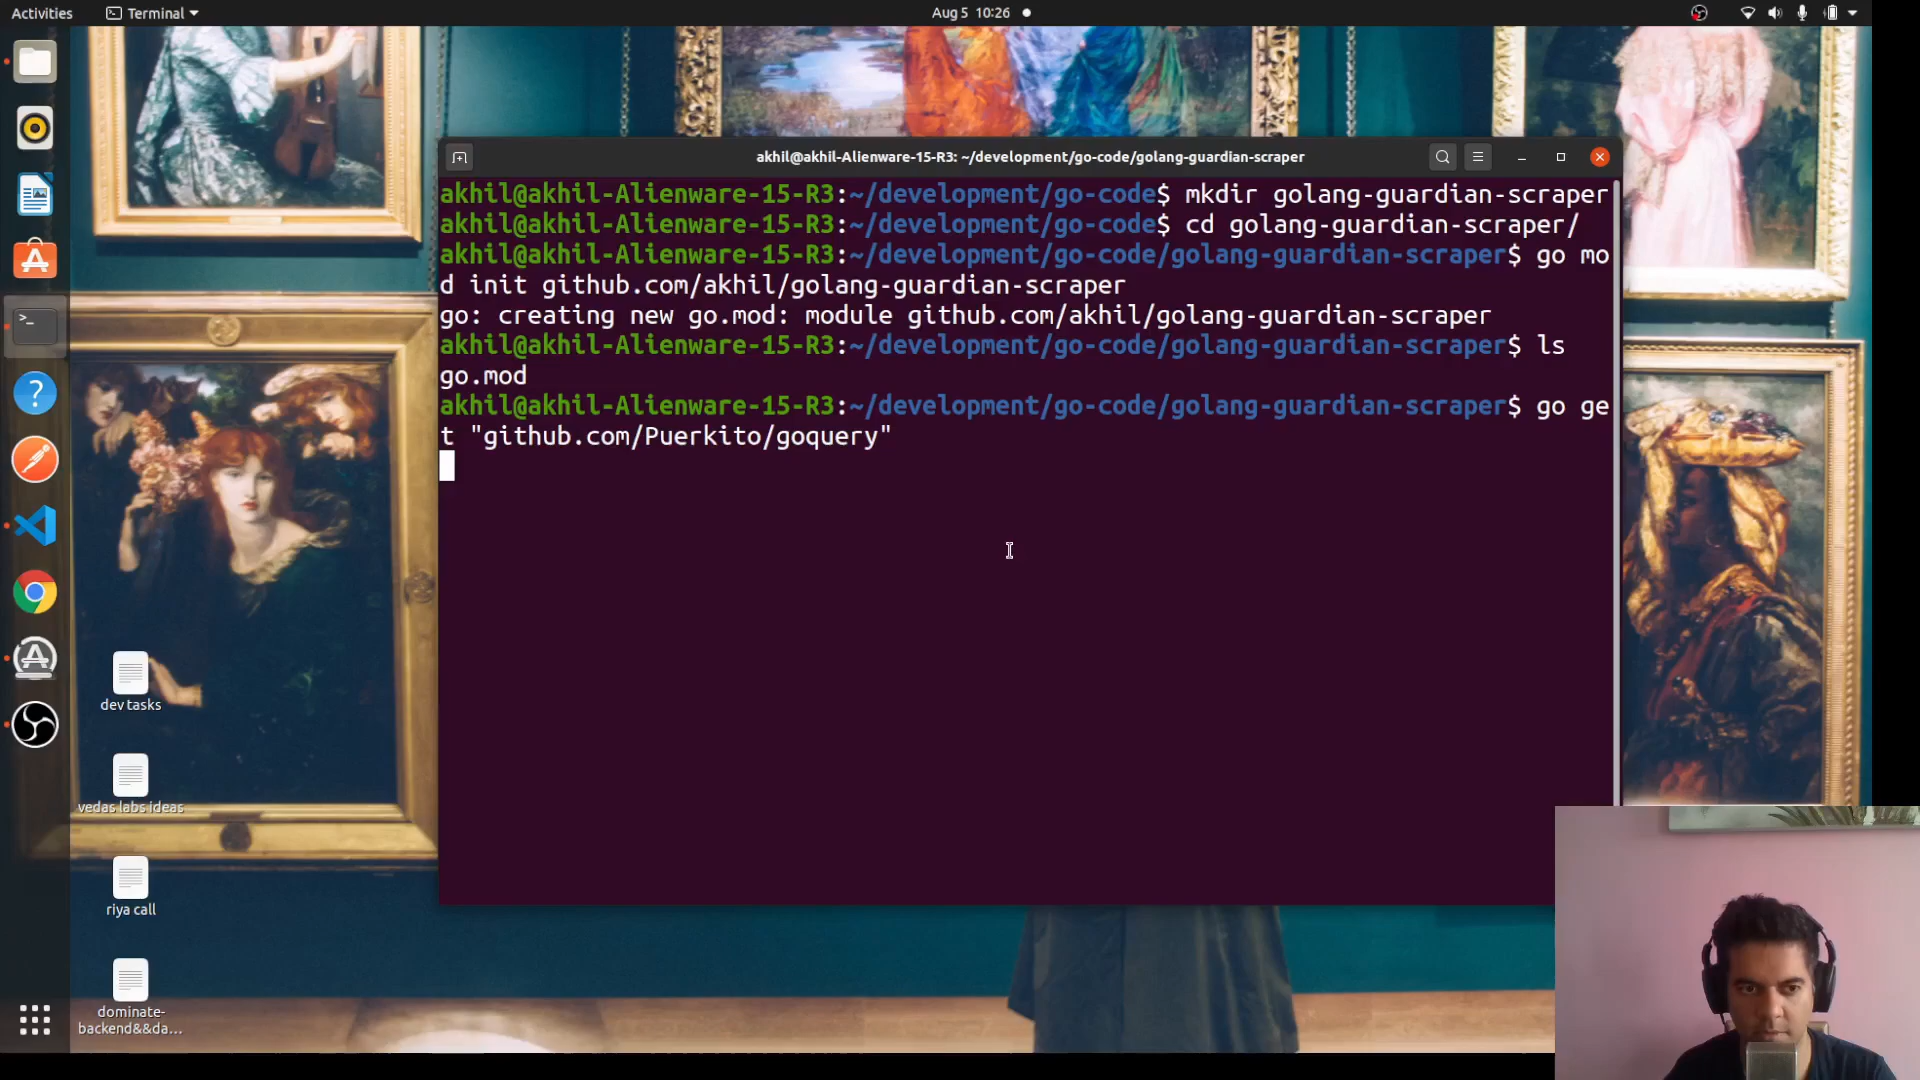 Activities
Terminal
Aug 5 10:26
akhil@akhil-Alienware-15-R3: ~/development/go-code/golang-guardian-scraper
akhil@akhil-Alienware-15-R3:~/development/go-code$ mkdir golang-guardian-scraper
akhil@akhil-Alienware-15-R3:~/development/go-code$ cd golang-guardian-scraper/
akhil@akhil-Alienware-15-R3:~/development/go-code/golang-guardian-scraper$ go mo
d init github.com/akhil/golang-guardian-scraper
go: creating new go.mod: module github.com/akhil/golang-guardian-scraper
akhil@akhil-Alienware-15-R3:~/development/go-code/golang-guardian-scraper$ ls
go.mod
akhil@akhil-Alienware-15-R3:~/development/go-code/golang-guardian-scraper$ go ge
t "github.com/Puerkito/goquery"
dev tasks
vedas labs ideas
riya call
dominate-
backend&&da...